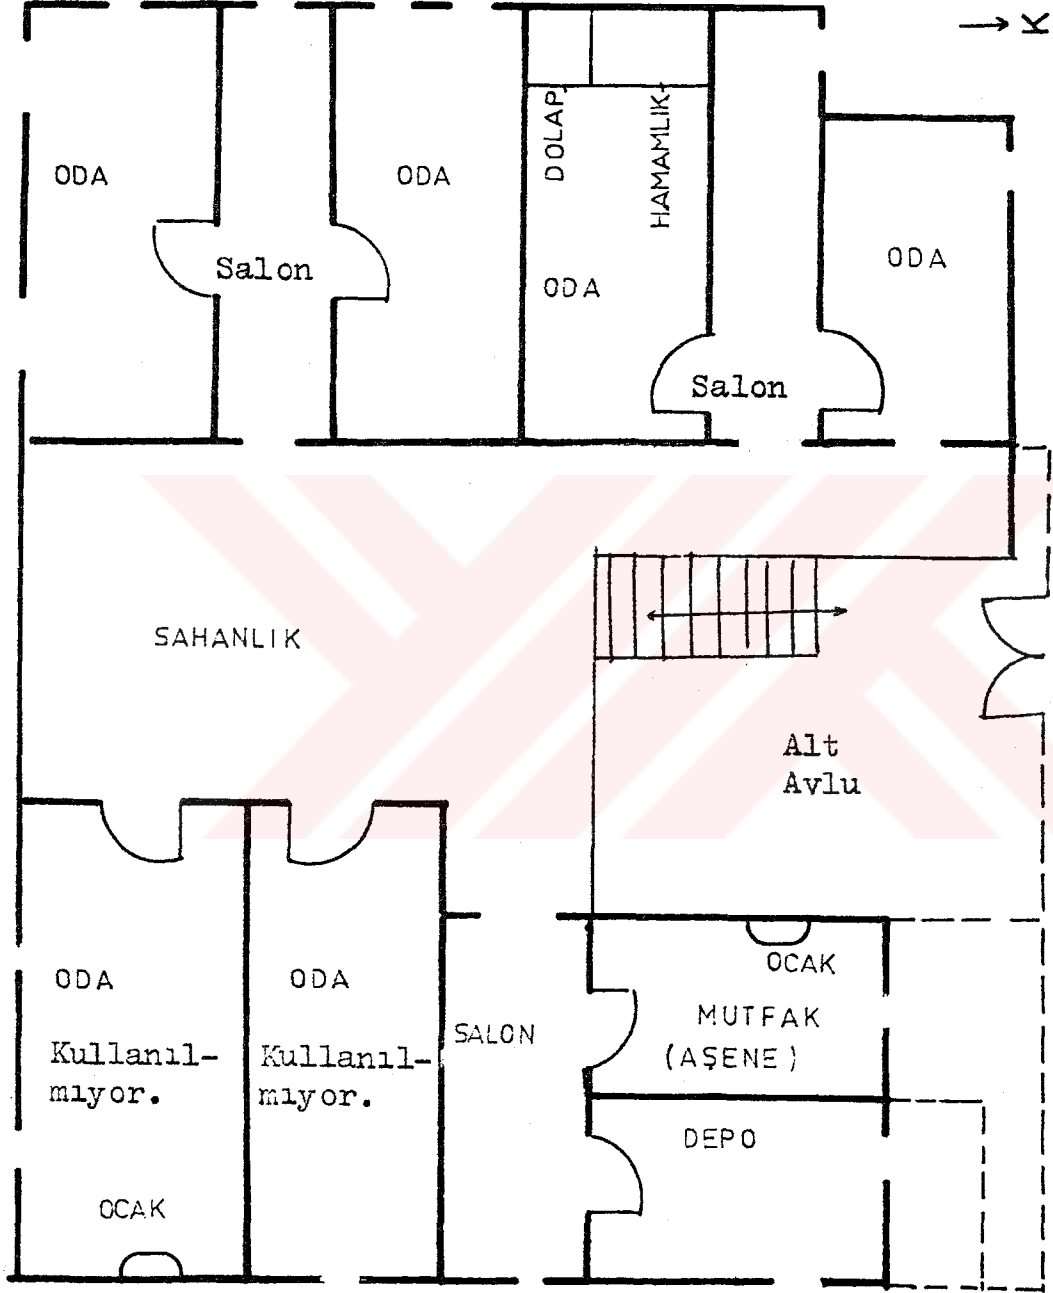 K
DOLAP
HAMAMLIK
ODA
ODA
ODA
ODA
Salon
Salon
SAHANLIK
Alt
Avlu
OCAK
ODA
ODA
MUTFAK
SALON
(AŞENE)
Kullanıl-
mıyor.
Kullanıl-
mıyor.
DEPO
OCAK